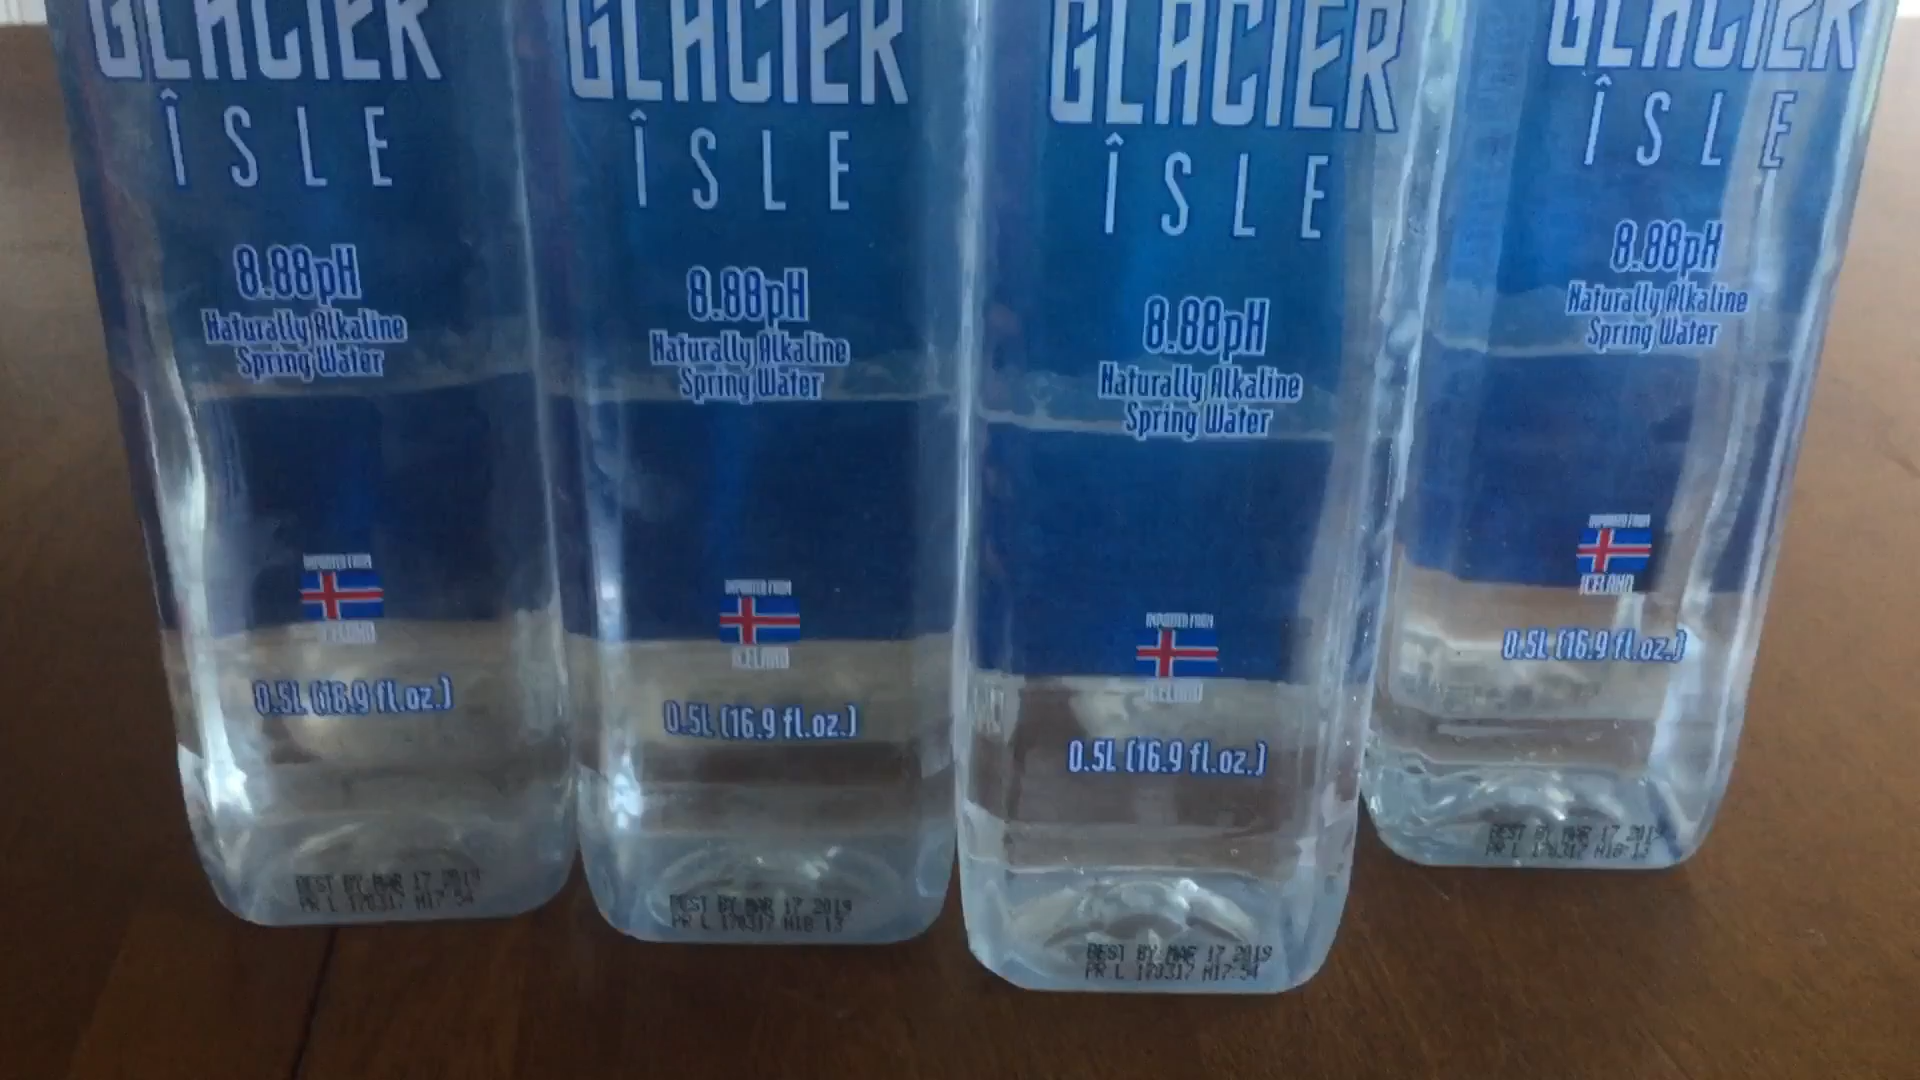 GLACIER
ÎSLE
8.88pH
Naturally Alkaline
Spring Water
IMPORTED FROM
ICELAND
0.5L (16.9 fl.oz.)
BEST BY MAR 17 2019
PR L 170317 H17:54
GLACIER
ÎSLE
8.88pH
Naturally Alkaline
Spring Water
IMPORTED FROM
ICELAND
0.5L (16.9 fl.oz.)
BEST BY MAR 17 2019
PR L 170317 H18:13
GLACIER
ÎSLE
8.88pH
Naturally Alkaline
Spring Water
IMPORTED FROM
ICELAND
0.5L (16.9 fl.oz.)
BEST BY MAR 17 2019
PR L 170317 H17:54
GLACIER
ÎSLE
8.88pH
Naturally Alkaline
Spring Water
IMPORTED FROM
ICELAND
0.5L (16.9 fl.oz.)
BEST BY MAR 17 2019
PR L 170317 H18:13